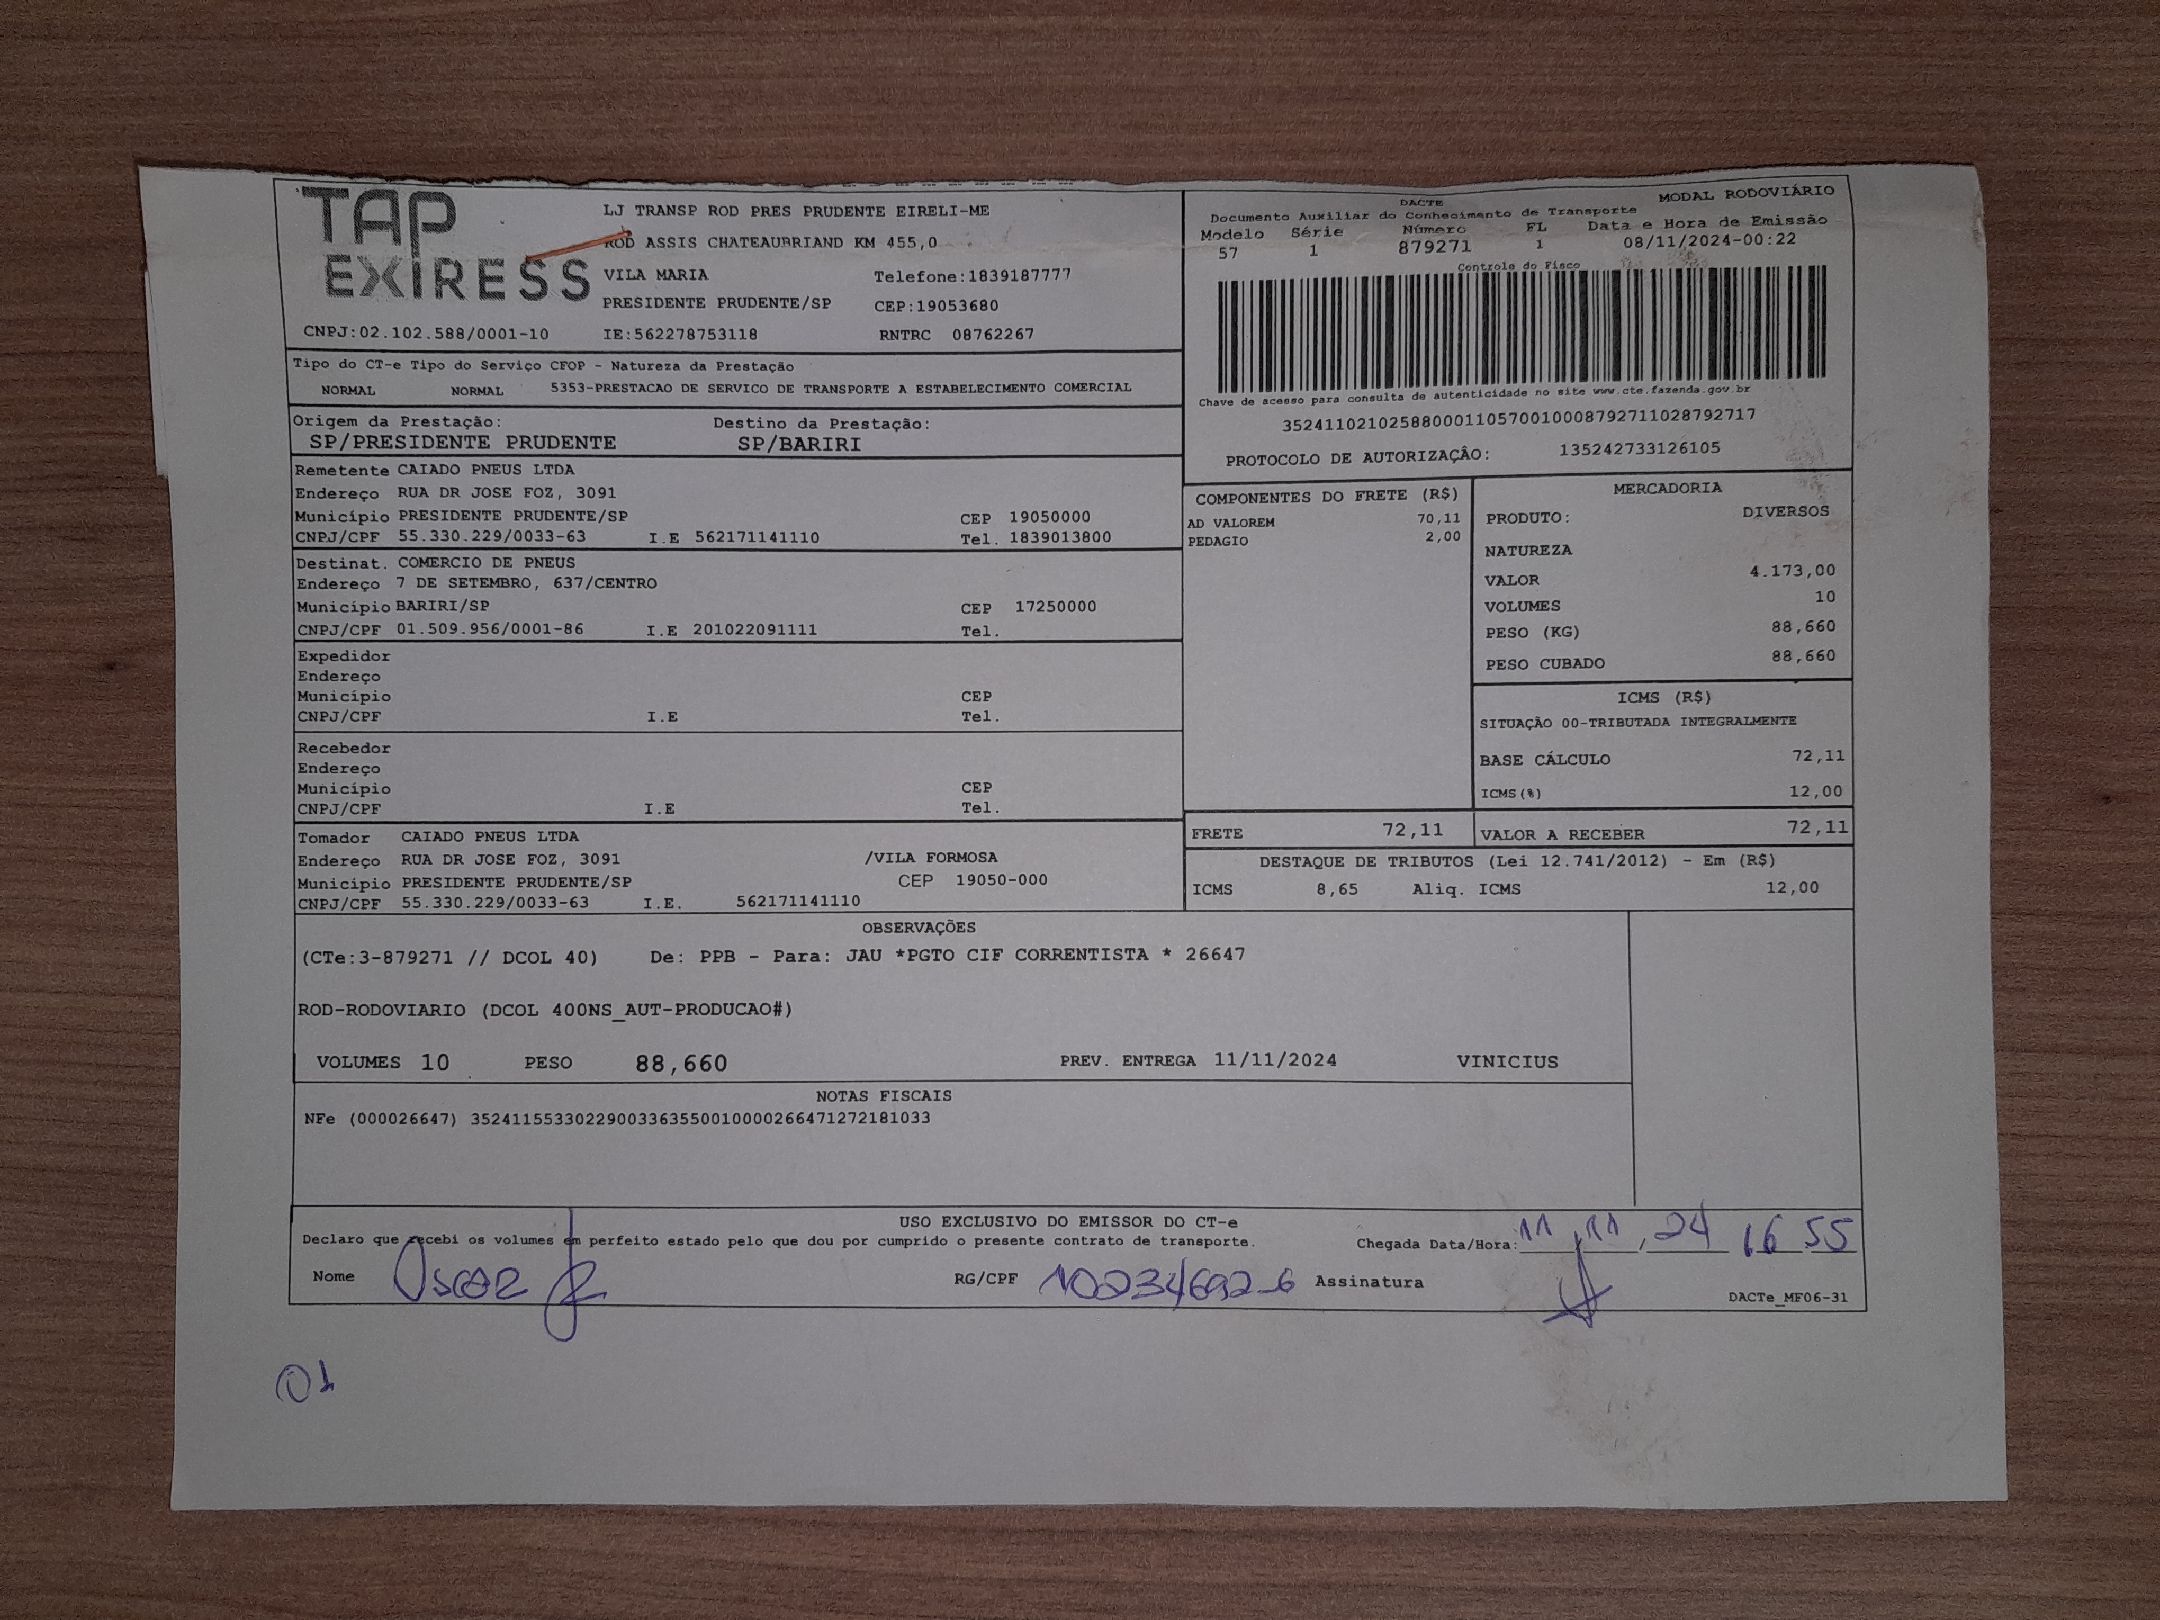 TAP
EXPRESS
LJ TRANSP ROD PRES PRUDENTE EIRELI-ME
ROD ASSIS CHATEAUBRIAND KM 455,0
VILA MARIA Telefone:1839187777
PRESIDENTE PRUDENTE/SP CEP:19053680
CNPJ:02.102.588/0001-10 IE:562278753118 RNTRC 08762267
DACTE MODAL RODOVIÁRIO
Documento Auxiliar do Conhecimento de Transporte
Modelo Série Número FL Data e Hora de Emissão
57 1 879271 1 08/11/2024-00:22
Controle do Fisco
Chave de acesso para consulta de autenticidade no site www.cte.fazenda.gov.br
35241102102588000110570010008792711028792717
PROTOCOLO DE AUTORIZAÇÂO: 135242733126105
Tipo do CT-e Tipo do Serviço CFOP - Natureza da Prestação
NORMAL NORMAL 5353-PRESTACAO DE SERVICO DE TRANSPORTE A ESTABELECIMENTO COMERCIAL
Origem da Prestação: Destino da Prestação:
SP/PRESIDENTE PRUDENTE SP/BARIRI
Remetente CAIADO PNEUS LTDA
Endereço RUA DR JOSE FOZ, 3091
Município PRESIDENTE PRUDENTE/SP CEP 19050000
CNPJ/CPF 55.330.229/0033-63 I.E 562171141110 Tel. 1839013800
Destinat. COMERCIO DE PNEUS
Endereço 7 DE SETEMBRO, 637/CENTRO
Município BARIRI/SP CEP 17250000
CNPJ/CPF 01.509.956/0001-86 I.E 201022091111 Tel.
Expedidor
Endereço
Município CEP
CNPJ/CPF I.E Tel.
Recebedor
Endereço
Município CEP
CNPJ/CPF I.E Tel.
Tomador CAIADO PNEUS LTDA
Endereço RUA DR JOSE FOZ, 3091 /VILA FORMOSA
Município PRESIDENTE PRUDENTE/SP CEP 19050-000
CNPJ/CPF 55.330.229/0033-63 I.E. 562171141110
COMPONENTES DO FRETE (R$)
AD VALOREM 70,11
PEDAGIO 2,00
MERCADORIA
PRODUTO: DIVERSOS
NATUREZA
VALOR 4.173,00
VOLUMES 10
PESO (KG) 88,660
PESO CUBADO 88,660
ICMS (R$)
SITUAÇÃO 00-TRIBUTADA INTEGRALMENTE
BASE CÁLCULO 72,11
ICMS(%) 12,00
FRETE 72,11 VALOR A RECEBER 72,11
DESTAQUE DE TRIBUTOS (Lei 12.741/2012) - Em (R$)
ICMS 8,65 Aliq. ICMS 12,00
OBSERVAÇÕES
(CTe:3-879271 // DCOL 40) De: PPB - Para: JAU *PGTO CIF CORRENTISTA * 26647
ROD-RODOVIARIO (DCOL 400NS_AUT-PRODUCAO#)
VOLUMES 10 PESO 88,660 PREV. ENTREGA 11/11/2024 VINICIUS
NOTAS FISCAIS
NFe (000026647) 35241155330229003363550010000266471272181033
USO EXCLUSIVO DO EMISSOR DO CT-e
Declaro que recebi os volumes em perfeito estado pelo que dou por cumprido o presente contrato de transporte. Chegada Data/Hora: 11 11 24 16 55
Nome Oscar RG/CPF 10234692-6 Assinatura
DACTe_MF06-31
01